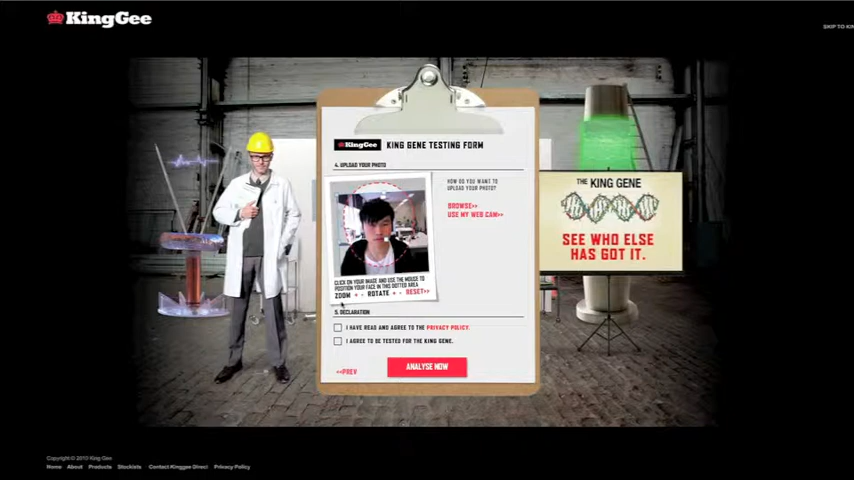 KingGee
SKIP TO KIN
KingGee KING GENE TESTING FORM
4. UPLOAD YOUR PHOTO
HOW DO YOU WANT TO
UPLOAD YOUR PHOTO?
BROWSE>>
USE MY WEB CAM>>
CLICK ON YOUR IMAGE AND USE THE MOUSE TO
POSITION YOUR FACE IN THIS DOTTED AREA
ZOOM + - ROTATE + - RESET>>
5. DECLARATION
I HAVE READ AND AGREE TO THE PRIVACY POLICY.
I AGREE TO BE TESTED FOR THE KING GENE.
<<PREV
ANALYSE NOW
THE KING GENE
SEE WHO ELSE
HAS GOT IT.
Copyright © 2010 King Gee
Home About Products Stockists Contact Kinggee Direct Privacy Policy